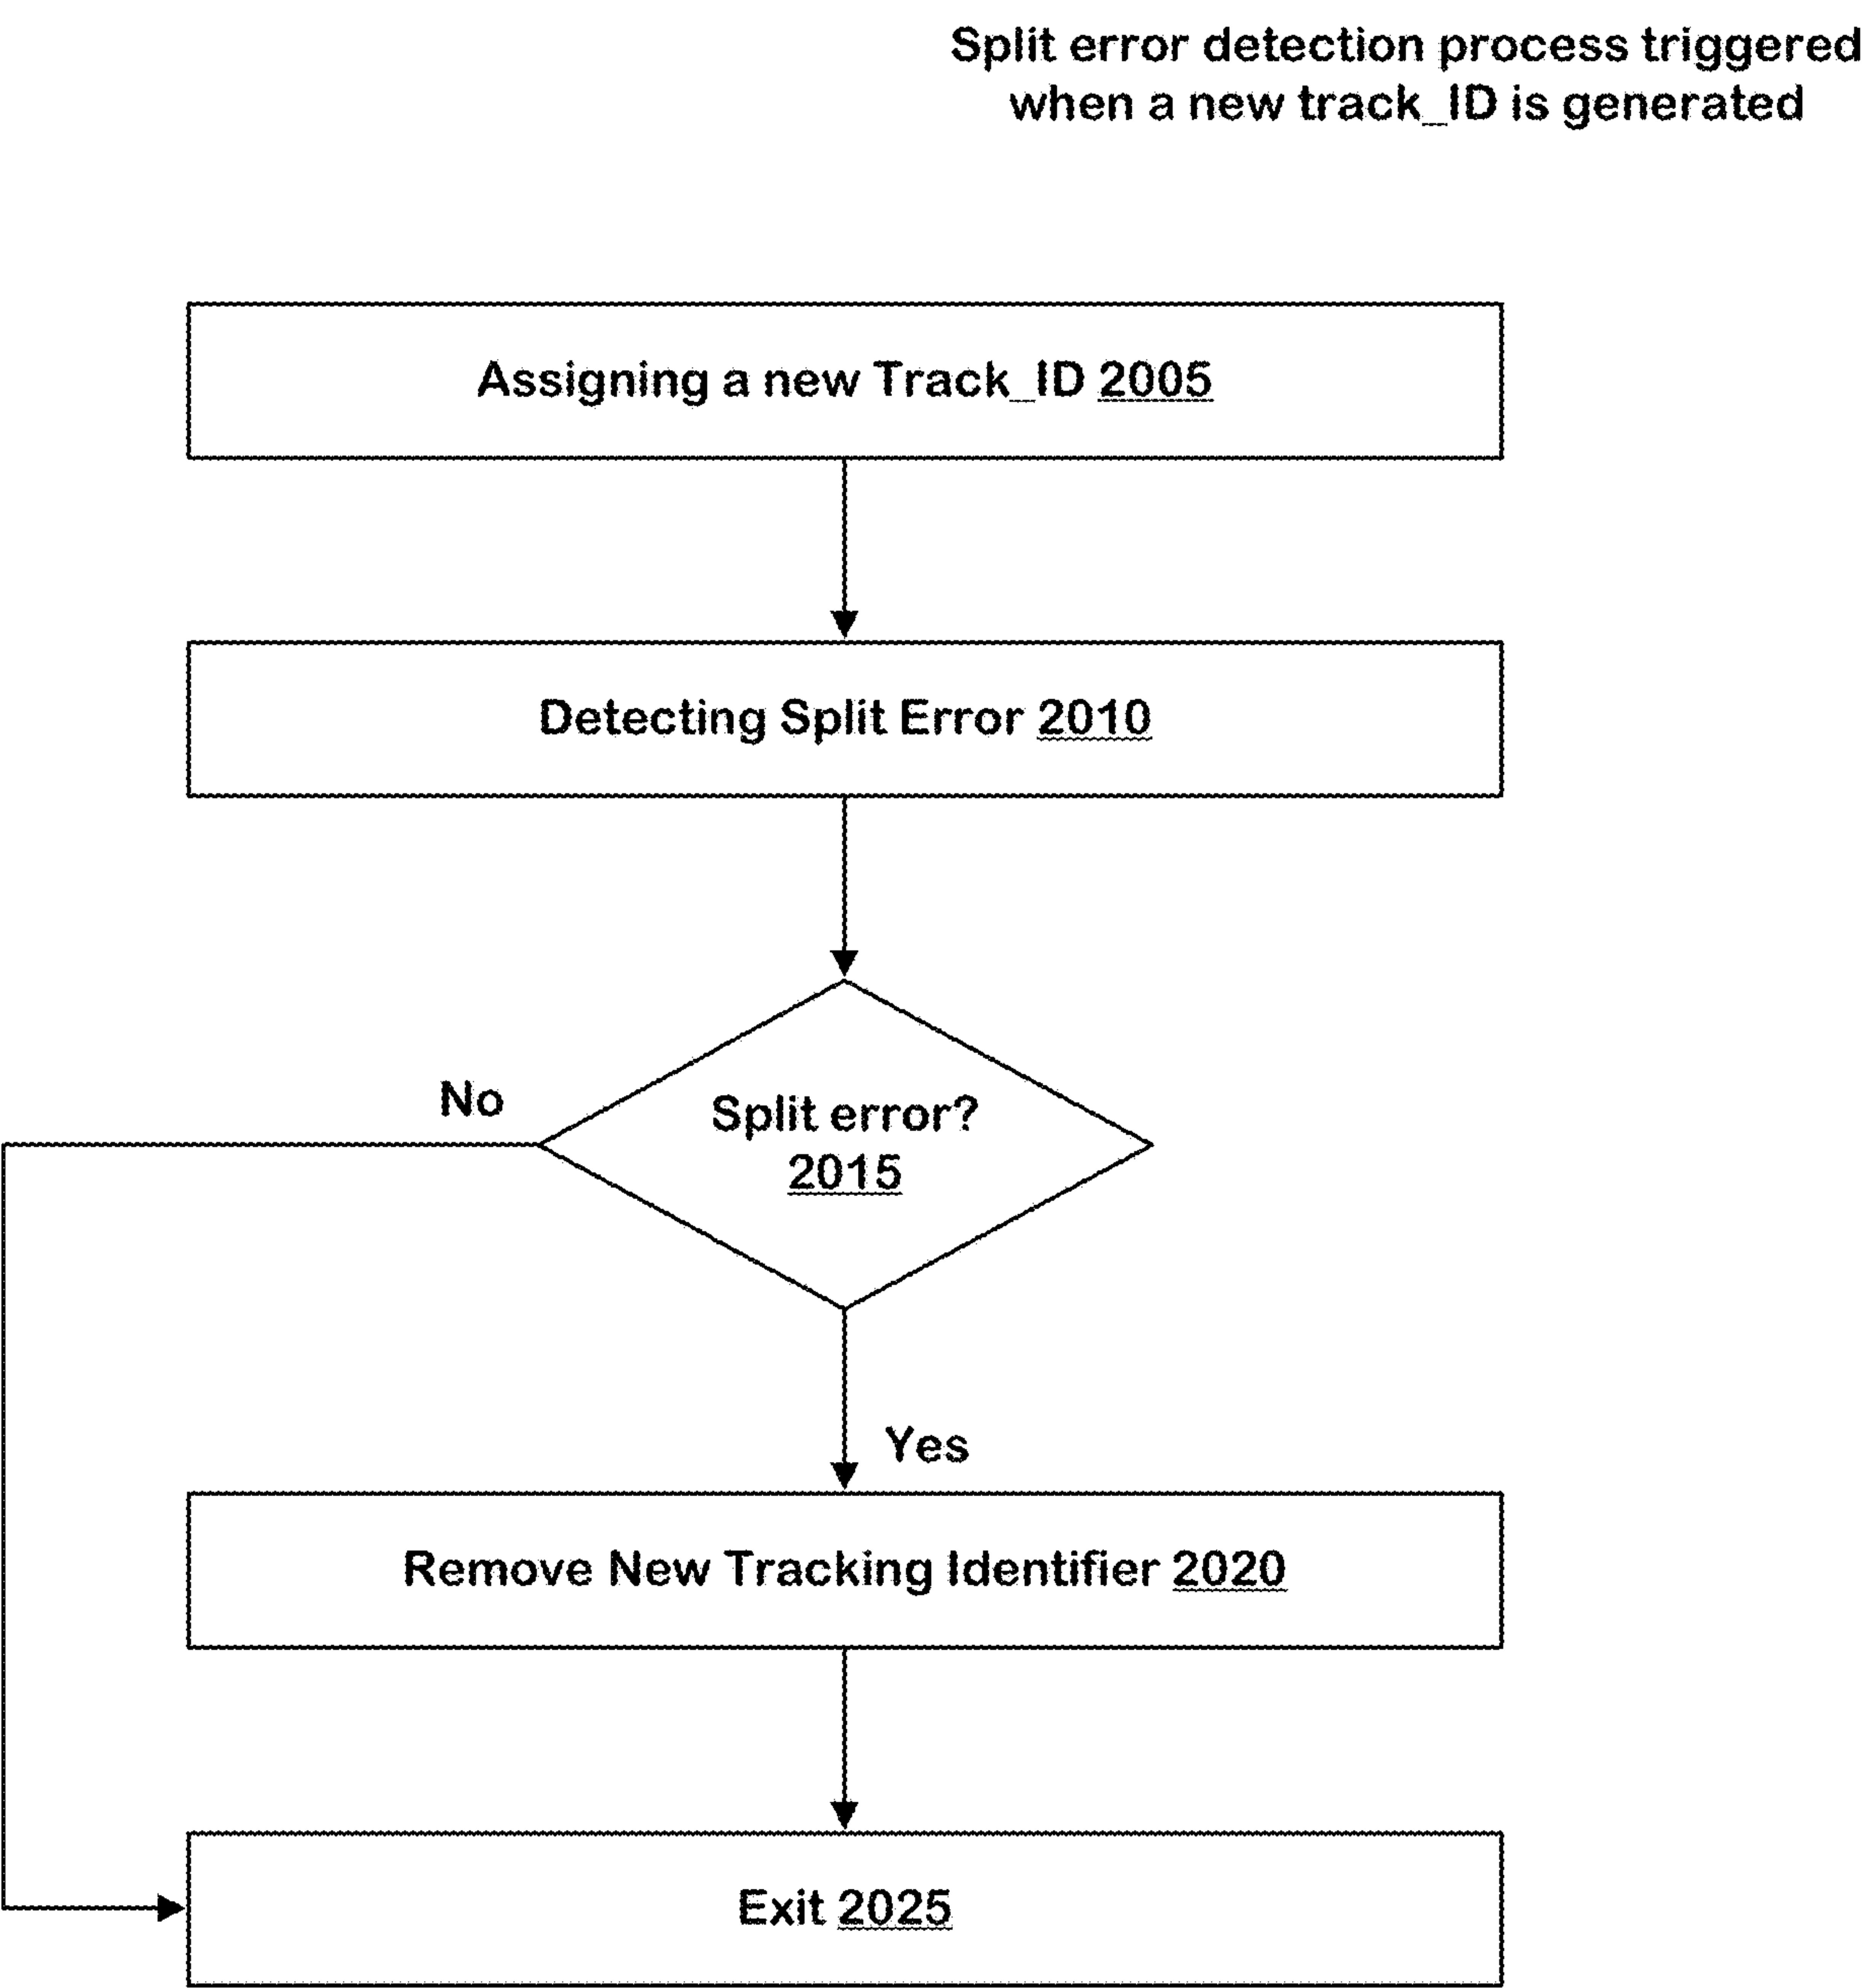 Split error detection process triggered
when a new track_ID is generated
Assigning a new Track_ID 2005
Detecting Split Error 2010
No
Split error?
2015
Yes
Remove New Tracking Identifier 2020
Exit 2025